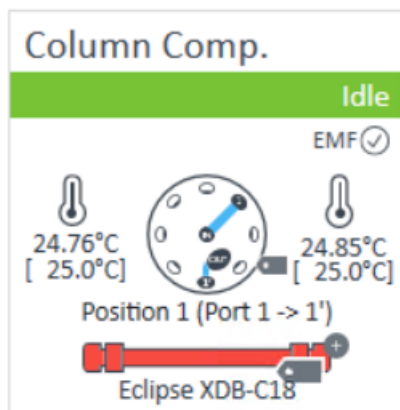 Column Comp.
Idle
EMF
24.76°C
[ 25.0°C]
24.85°C
[ 25.0°C]
Position 1 (Port 1 -> 1')
Eclipse XDB-C18